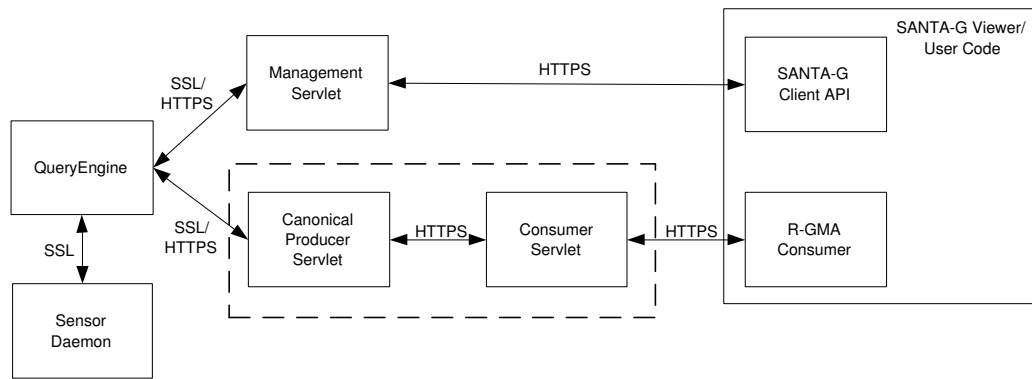 SANTA-G Viewer/
User Code
Management
Servlet
HTTPS
SANTA-G
Client API
SSL/
HTTPS
QueryEngine
SSL/
HTTPS
Canonical
Producer
Servlet
HTTPS
Consumer
Servlet
HTTPS
R-GMA
Consumer
SSL
Sensor
Daemon